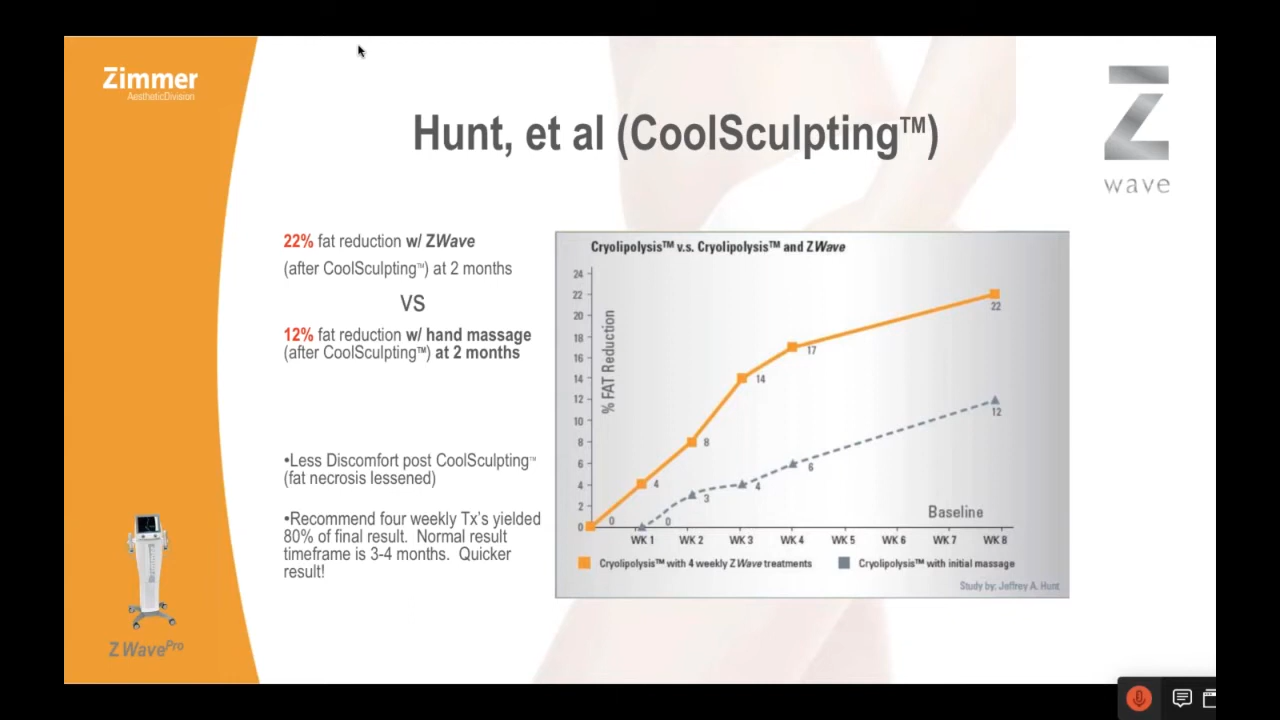 Zimmer
AestheticDivision
Z
wave
Hunt, et al (CoolSculpting™)
22% fat reduction w/ ZWave
(after CoolSculpting™) at 2 months
VS
12% fat reduction w/ hand massage
(after CoolSculpting™) at 2 months
•Less Discomfort post CoolSculpting™
(fat necrosis lessened)
•Recommend four weekly Tx's yielded
80% of final result. Normal result
timeframe is 3-4 months. Quicker
result!
Cryolipolysis™ v.s. Cryolipolysis™ and ZWave
% FAT Reduction
24
22
20
18
16
14
12
10
8
6
4
2
0
0
4
8
14
17
22
0
3
4
6
12
Baseline
WK 1 WK 2 WK 3 WK 4 WK 5 WK 6 WK 7 WK 8
Cryolipolysis™ with 4 weekly ZWave treatments
Cryolipolysis™ with initial massage
Study by: Jeffrey A. Hunt
Z WavePro